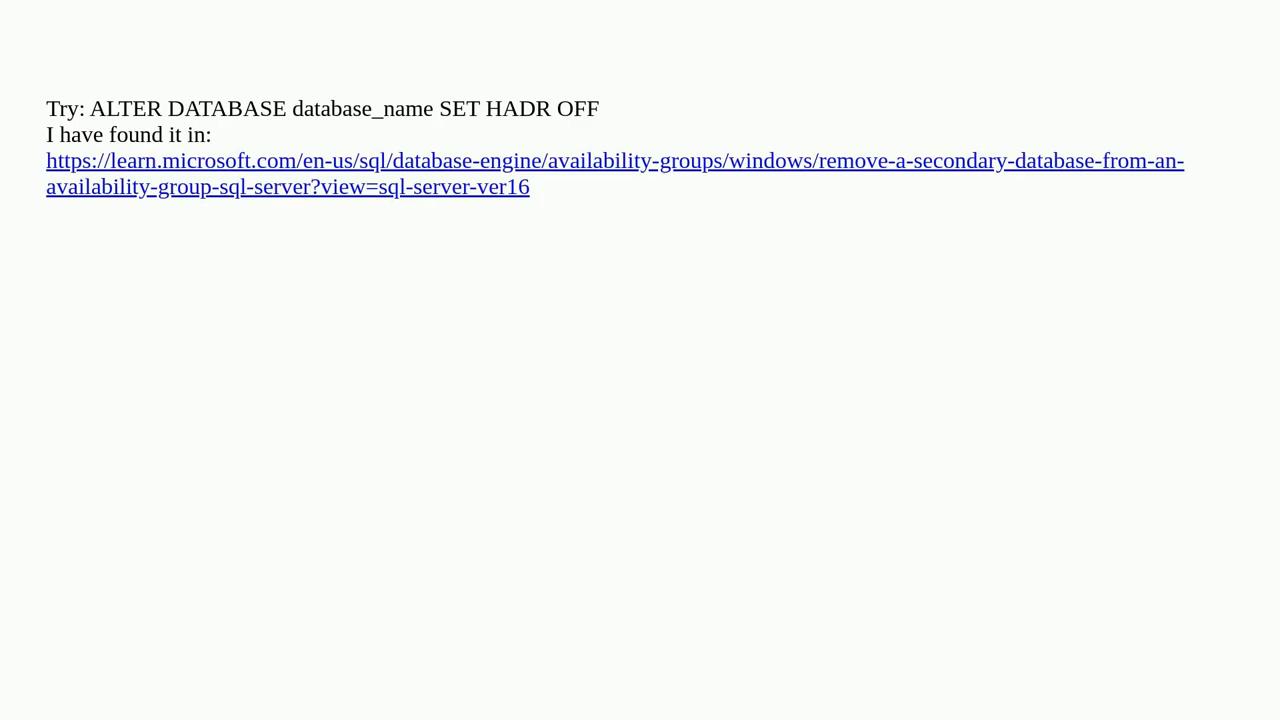 Try: ALTER DATABASE database_name SET HADR OFF
I have found it in:
https://learn.microsoft.com/en-us/sql/database-engine/availability-groups/windows/remove-a-secondary-database-from-an-
availability-group-sql-server?view=sql-server-ver16